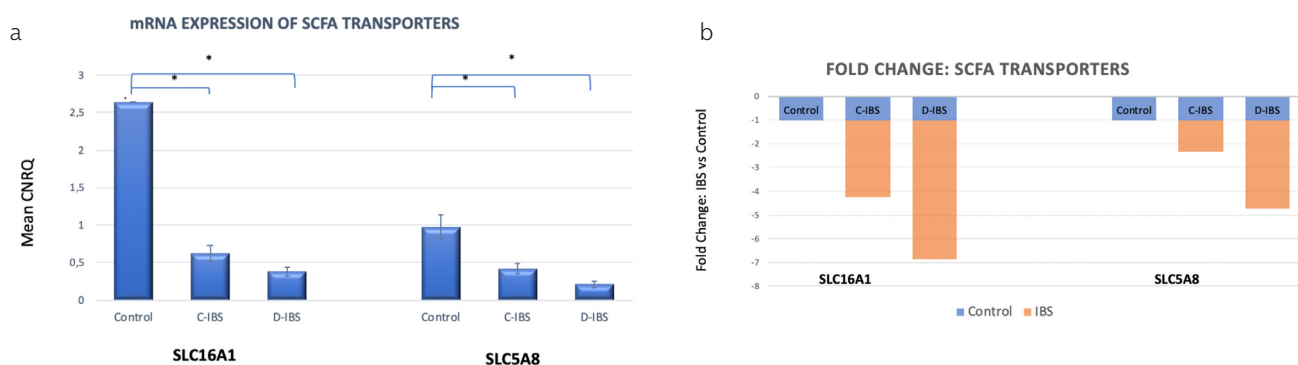 a
mRNA EXPRESSION OF SCFA TRANSPORTERS
*
*
*
*
Mean CNRQ
3
2,5
2
1,5
1
0,5
0
Control C-IBS D-IBS Control C-IBS D-IBS
SLC16A1 SLC5A8
b
FOLD CHANGE: SCFA TRANSPORTERS
Fold Change: IBS vs Control
0
-1
-2
-3
-4
-5
-6
-7
-8
Control C-IBS D-IBS Control C-IBS D-IBS
SLC16A1 SLC5A8
Control IBS